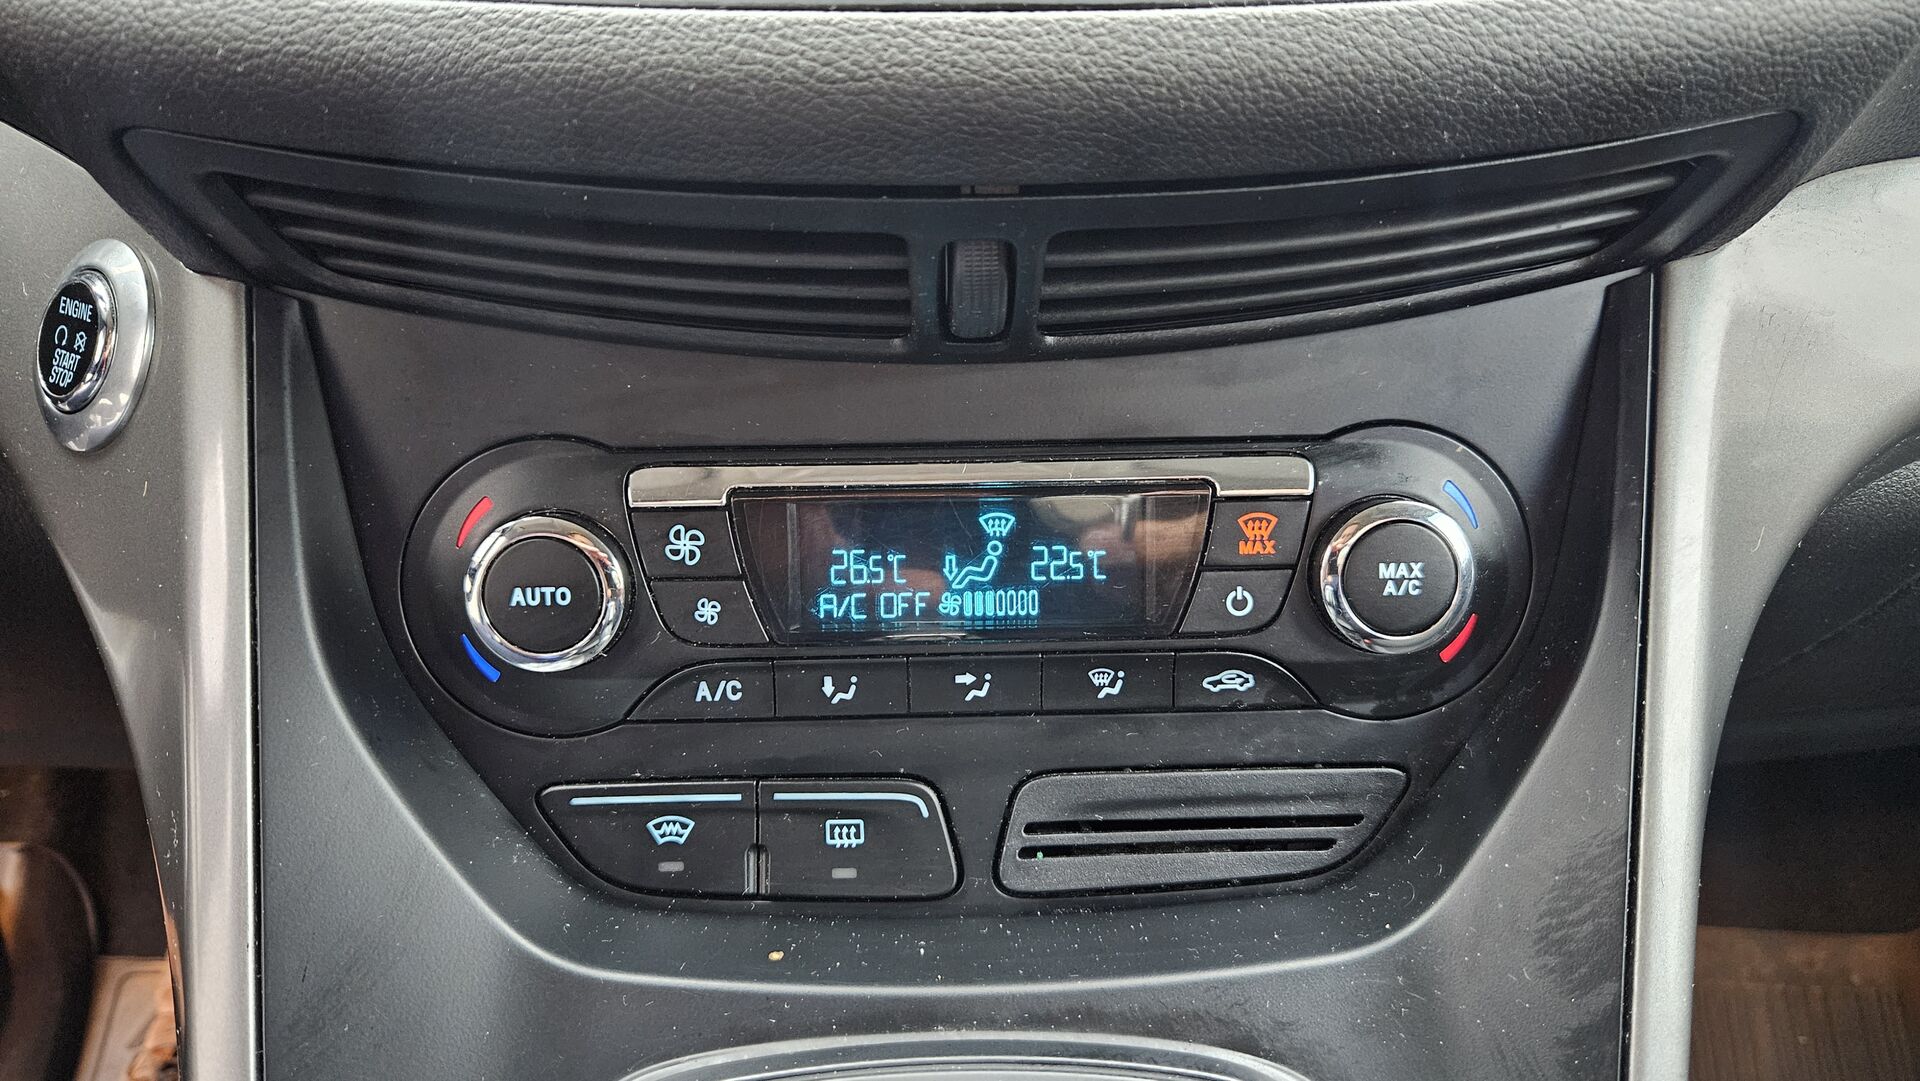 ENGINE
START
STOP
AUTO
26.5°C
22.5°C
A/C OFF
MAX
MAX
A/C
A/C